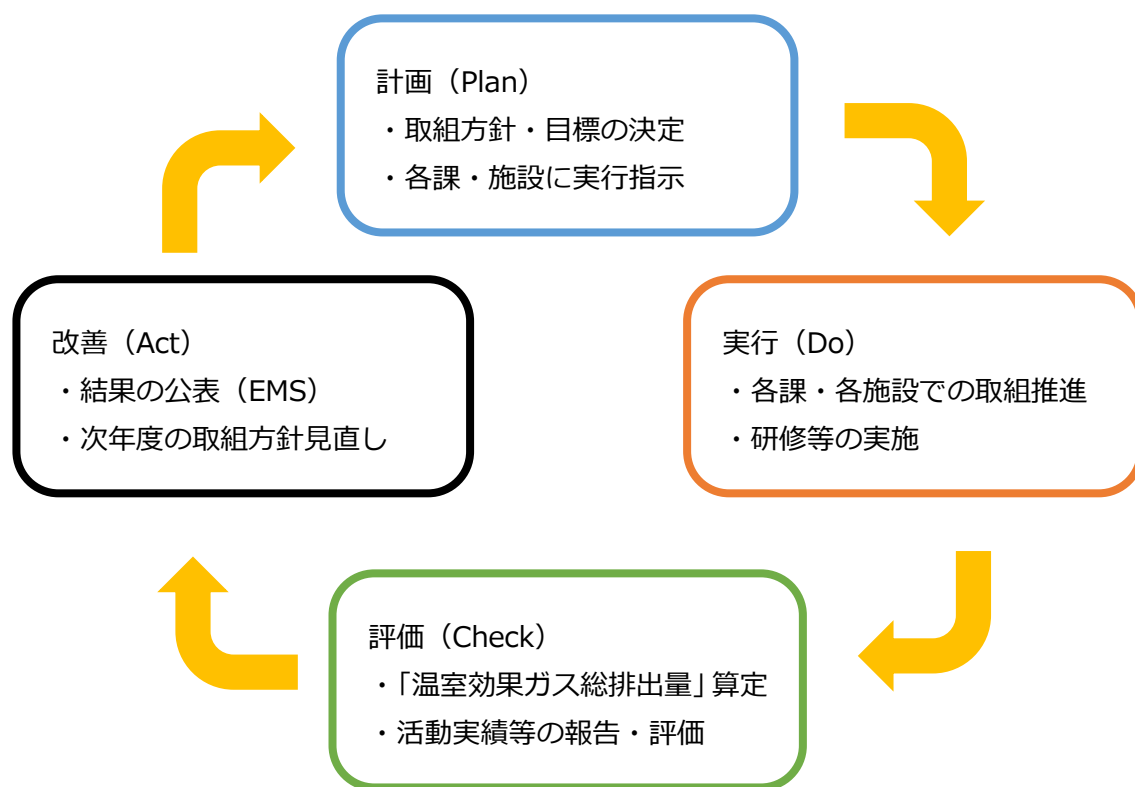 計画（Plan）
・取組方針・目標の決定
・各課・施設に実行指示
改善（Act）
・結果の公表（EMS）
・次年度の取組方針見直し
実行（Do）
・各課・各施設での取組推進
・研修等の実施
評価（Check）
・「温室効果ガス総排出量」算定
・活動実績等の報告・評価